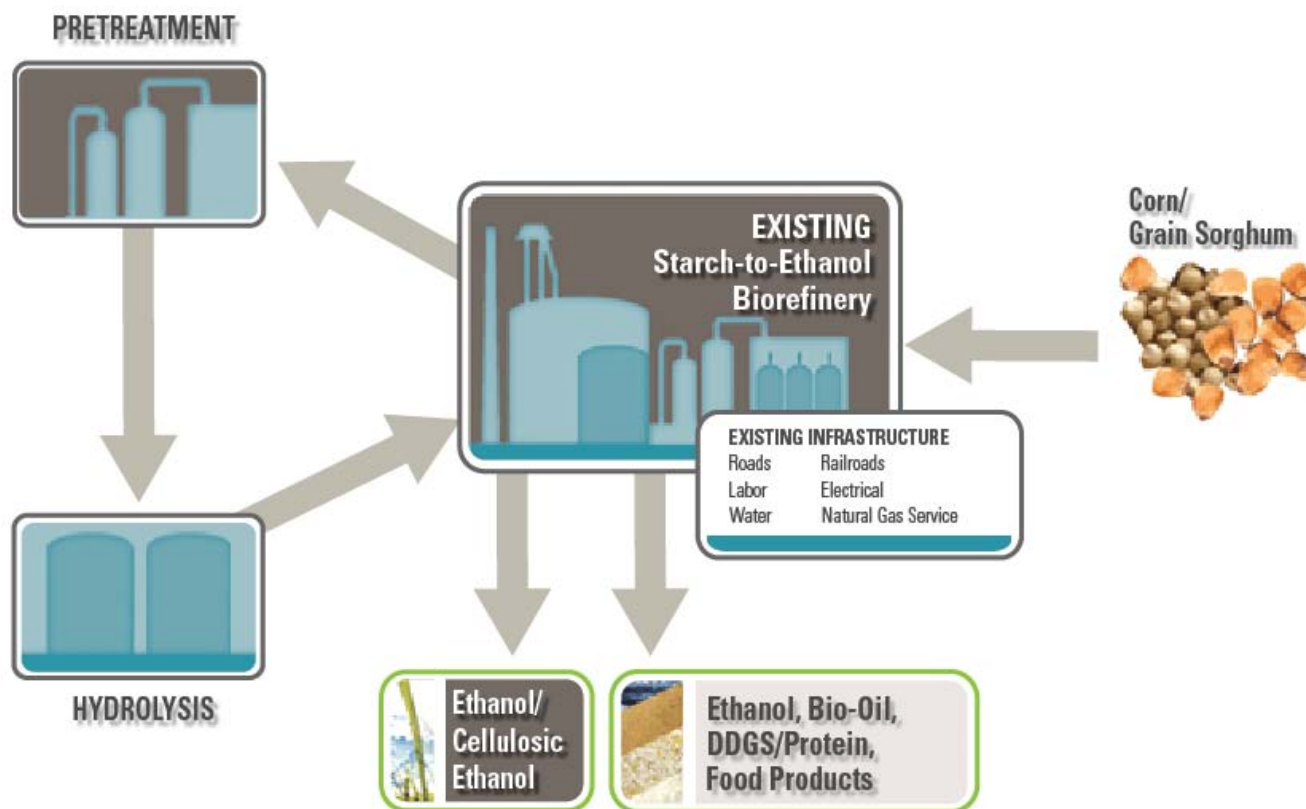 PRETREATMENT
EXISTING
Starch-to-Ethanol
Biorefinery
Corn/
Grain Sorghum
EXISTING INFRASTRUCTURE
Roads Railroads
Labor Electrical
Water Natural Gas Service
HYDROLYSIS
Ethanol/
Cellulosic
Ethanol
Ethanol, Bio-Oil,
DDGS/Protein,
Food Products